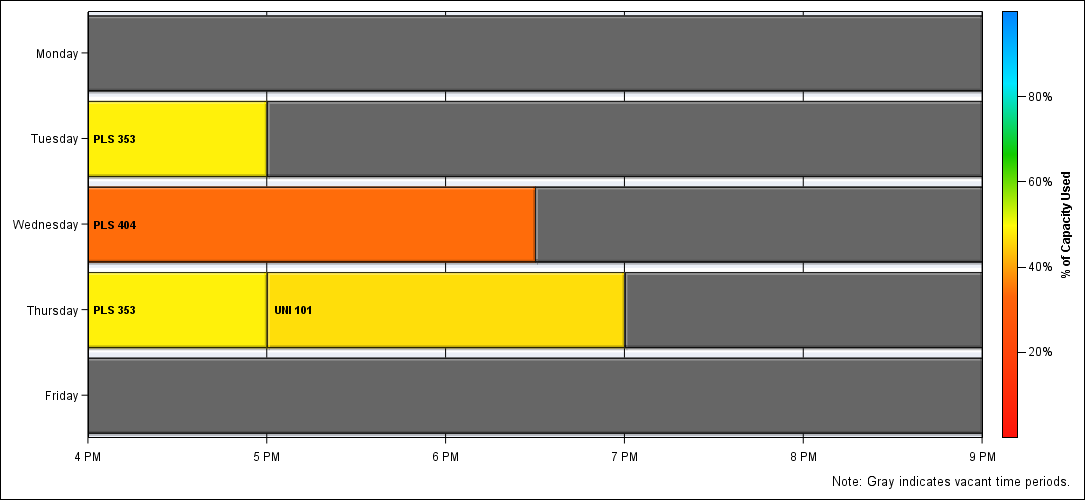 Monday
Tuesday
PLS 353
Wednesday
PLS 404
Thursday
PLS 353
UNI 101
Friday
4 PM
5 PM
6 PM
7 PM
8 PM
9 PM
80%
60%
40%
20%
% of Capacity Used
Note: Gray indicates vacant time periods.